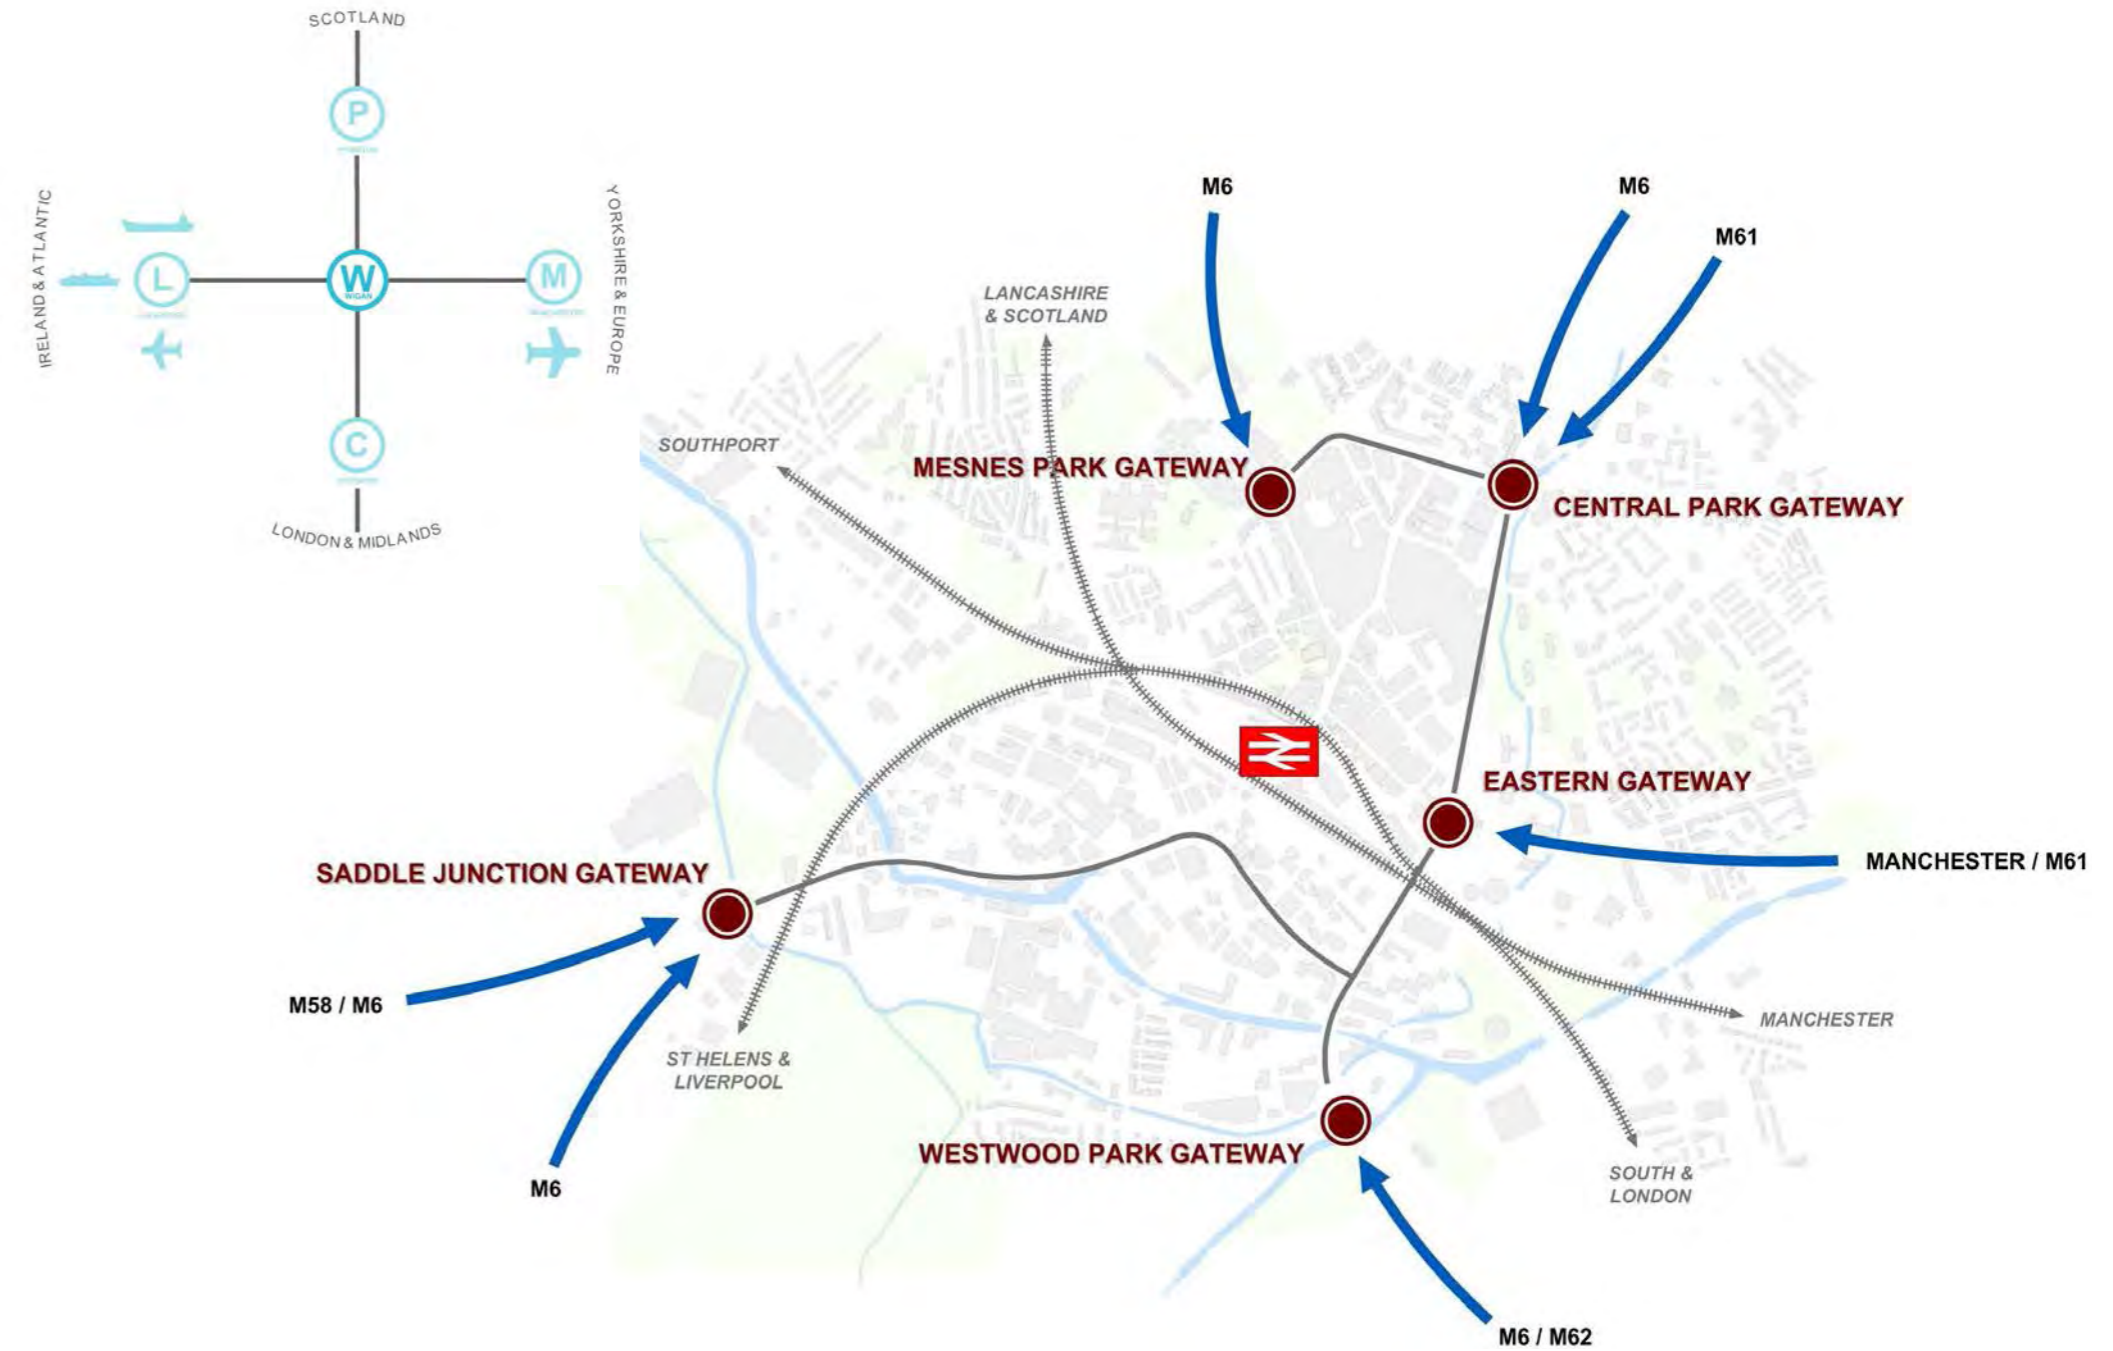 SCOTLAND
P
IRELAND & ATLANTIC
L
W
WIGAN
M
YORKSHIRE & EUROPE
C
LONDON & MIDLANDS
M6
M6
M61
LANCASHIRE
& SCOTLAND
SOUTHPORT
MESNES PARK GATEWAY
CENTRAL PARK GATEWAY
EASTERN GATEWAY
MANCHESTER / M61
SADDLE JUNCTION GATEWAY
M58 / M6
MANCHESTER
ST HELENS &
LIVERPOOL
WESTWOOD PARK GATEWAY
SOUTH &
LONDON
M6
M6 / M62